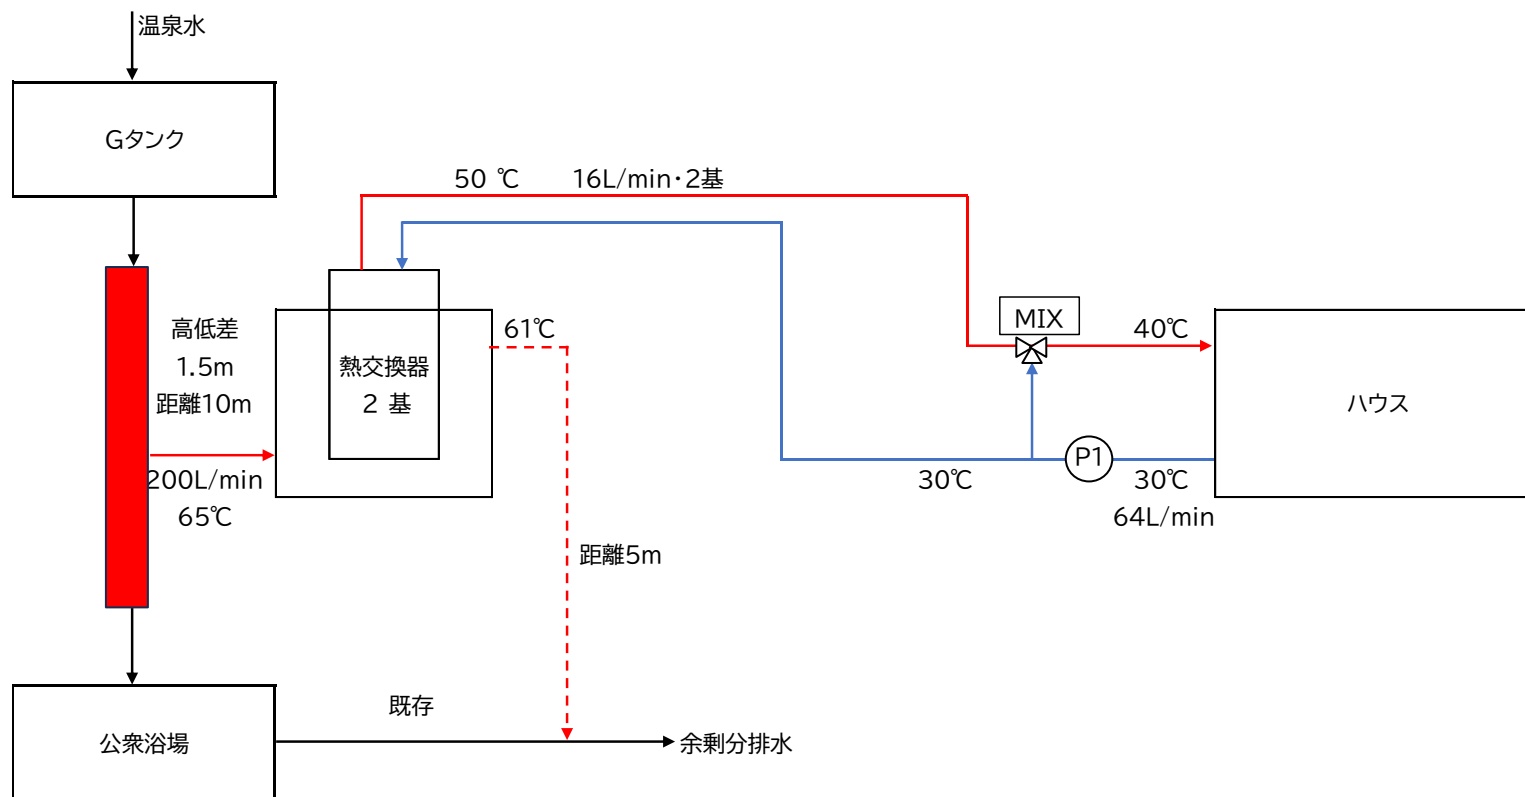 温泉水
Gタンク
50 ℃ 16L/min・2基
高低差
1.5m
距離10m
61℃
熱交換器
2 基
MIX
40℃
ハウス
200L/min
65℃
P1
30℃
30℃
64L/min
距離5m
既存
公衆浴場
余剰分排水